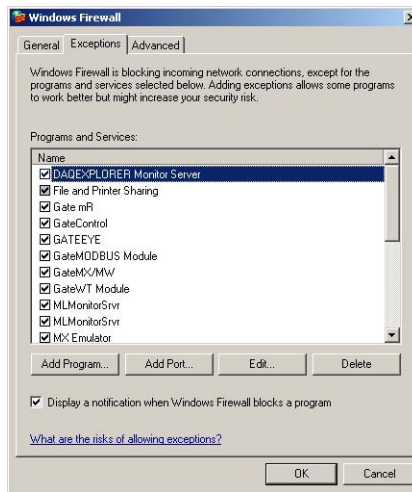 Windows Firewall
General Exceptions Advanced
Windows Firewall is blocking incoming network connections, except for the
programs and services selected below. Adding exceptions allows some programs
to work better but might increase your security risk.
Programs and Services:
Name
DAQEXPLORER Monitor Server
File and Printer Sharing
Gate mR
GateControl
GATEEYE
GateMODBUS Module
GateMX/MW
GateWT Module
MLMonitorSrvr
MLMonitorSrvr
MX Emulator
Add Program... Add Port... Edit... Delete
Display a notification when Windows Firewall blocks a program
What are the risks of allowing exceptions?
OK Cancel